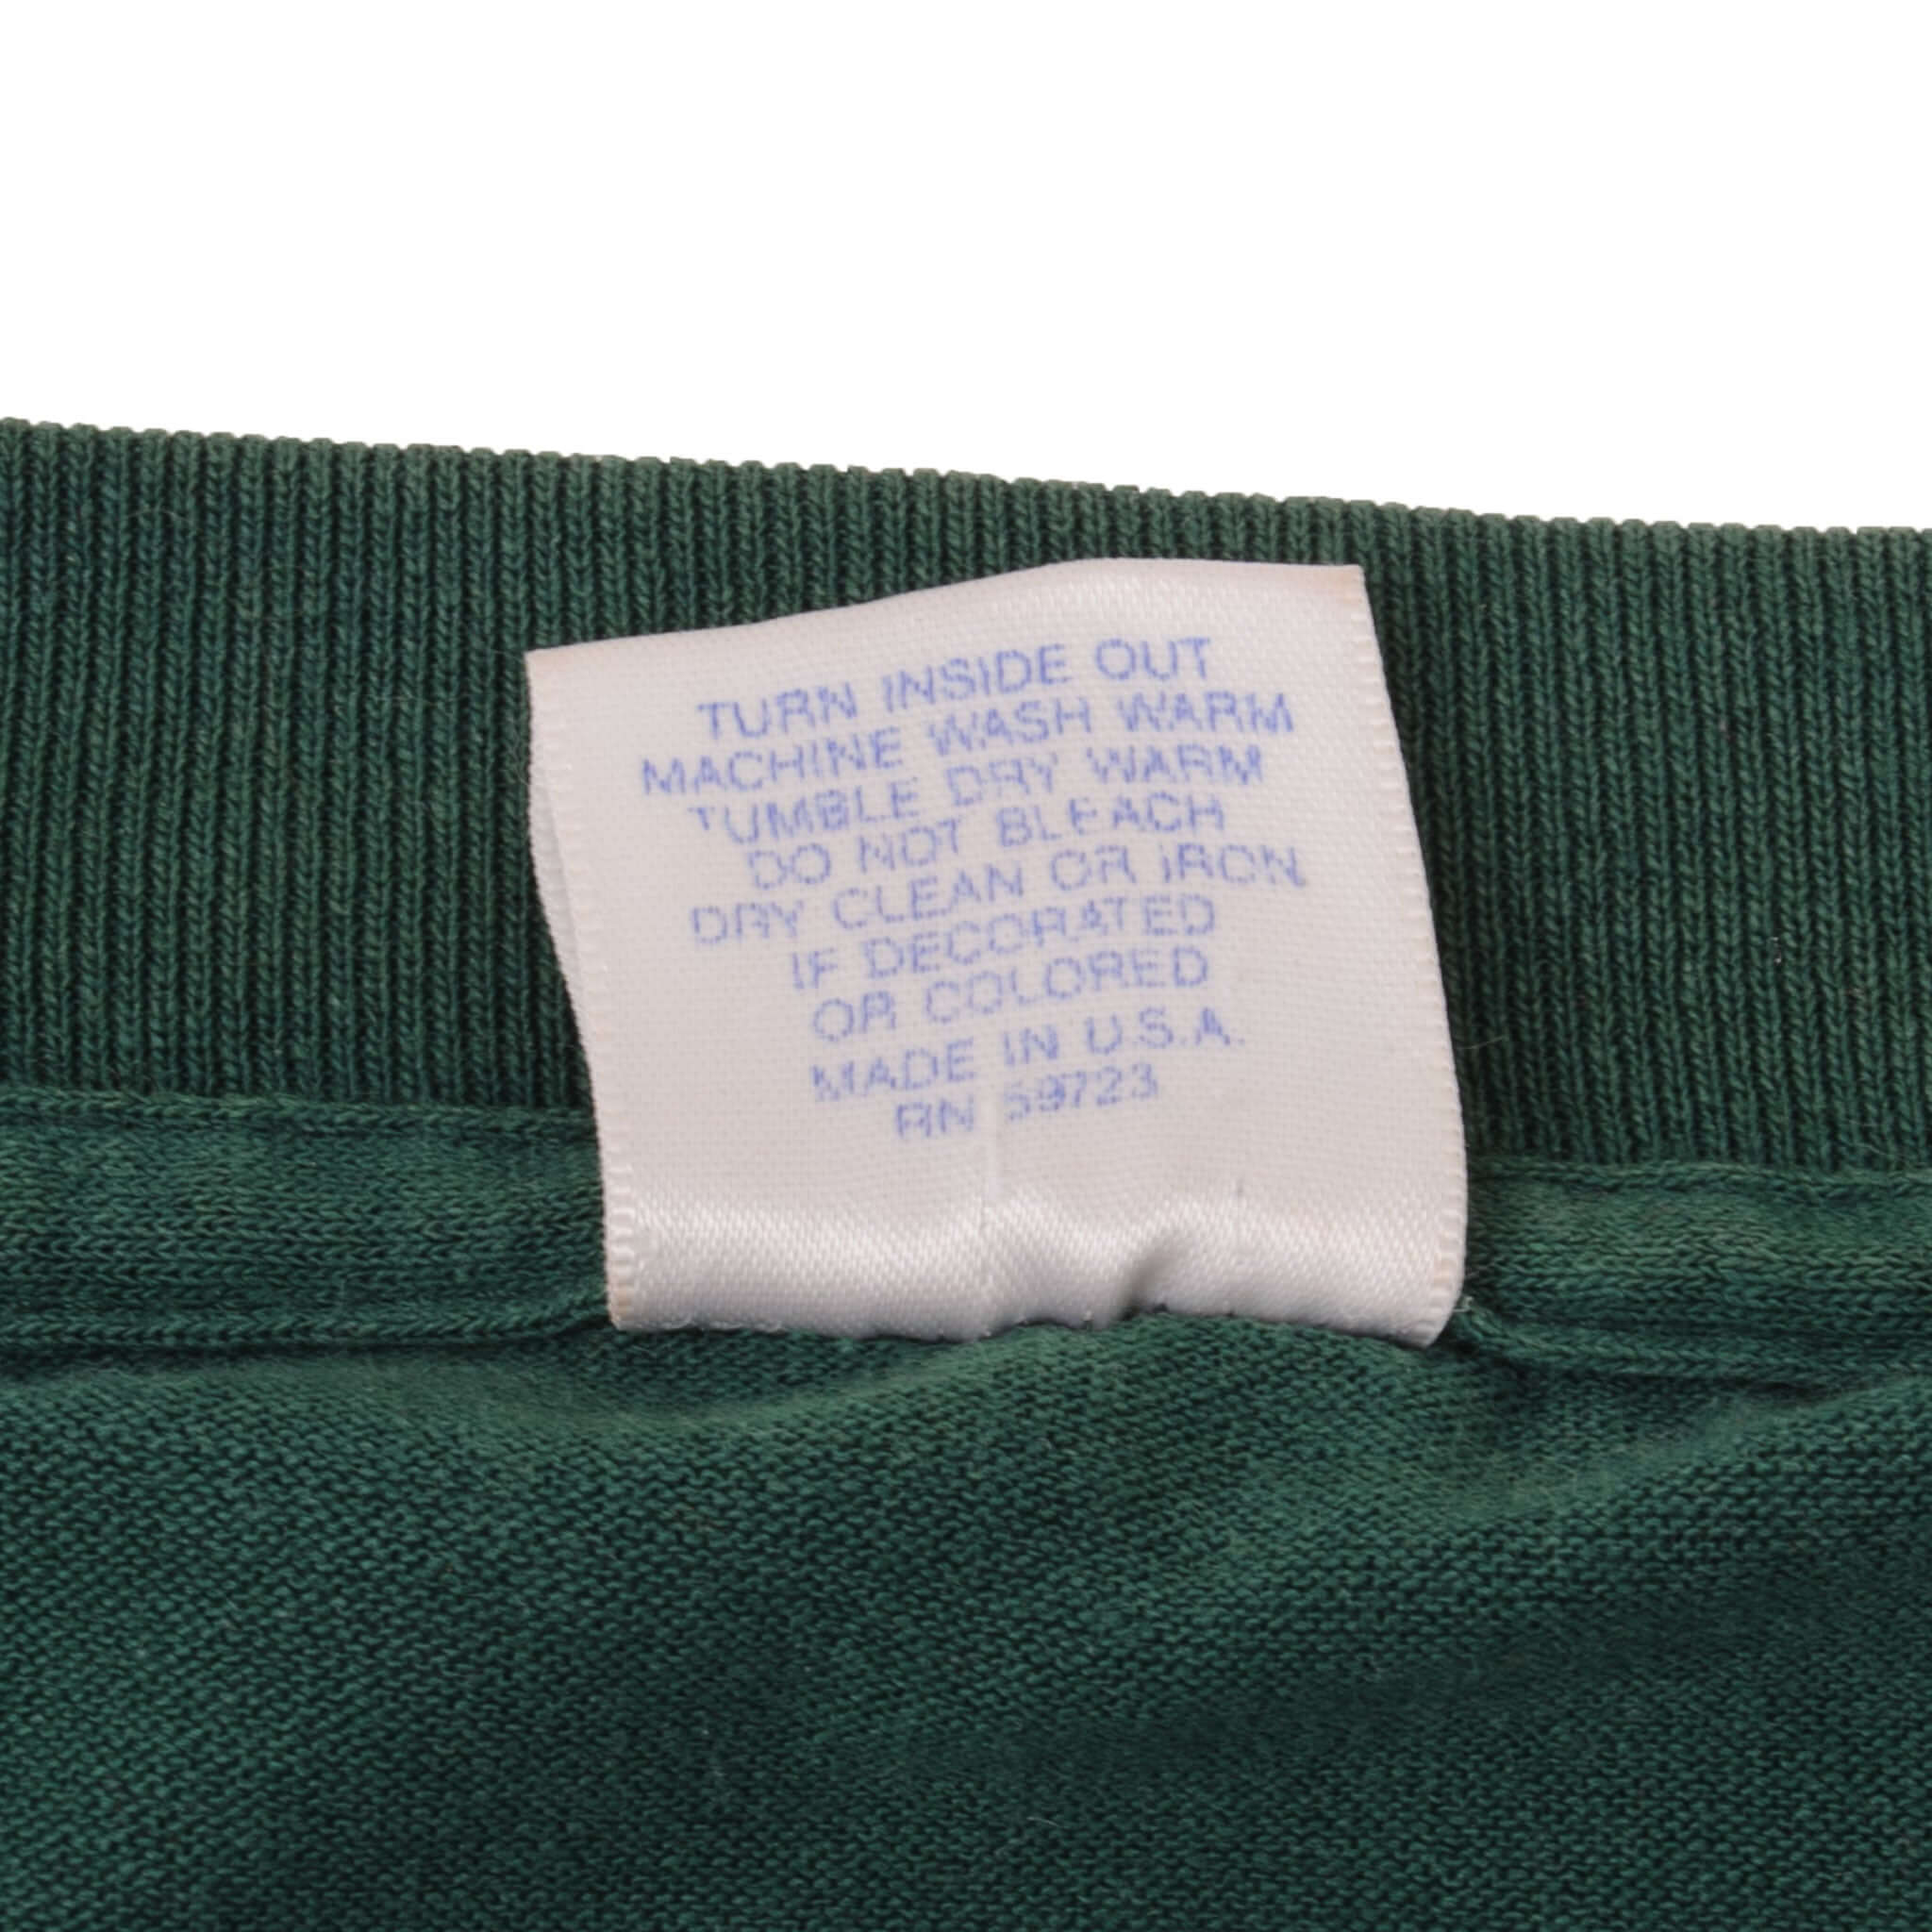 TURN INSIDE OUT
MACHINE WASH WARM
TUMBLE DRY WARM
DO NOT BLEACH
DRY CLEAN OR IRON
IF DECORATED
OR COLORED
MADE IN U.S.A.
RN 59723